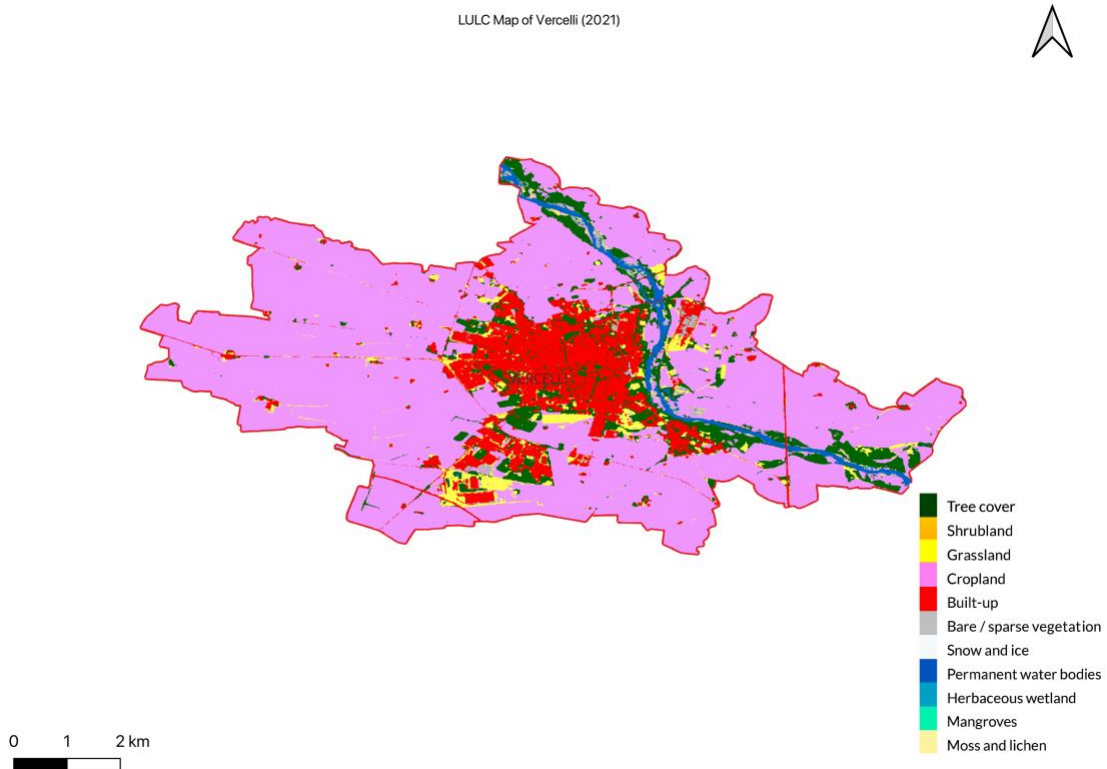 LULC Map of Vercelli (2021)
VERCELLI
Tree cover
Shrubland
Grassland
Cropland
Built-up
Bare / sparse vegetation
Snow and ice
Permanent water bodies
Herbaceous wetland
Mangroves
Moss and lichen
0 1 2 km